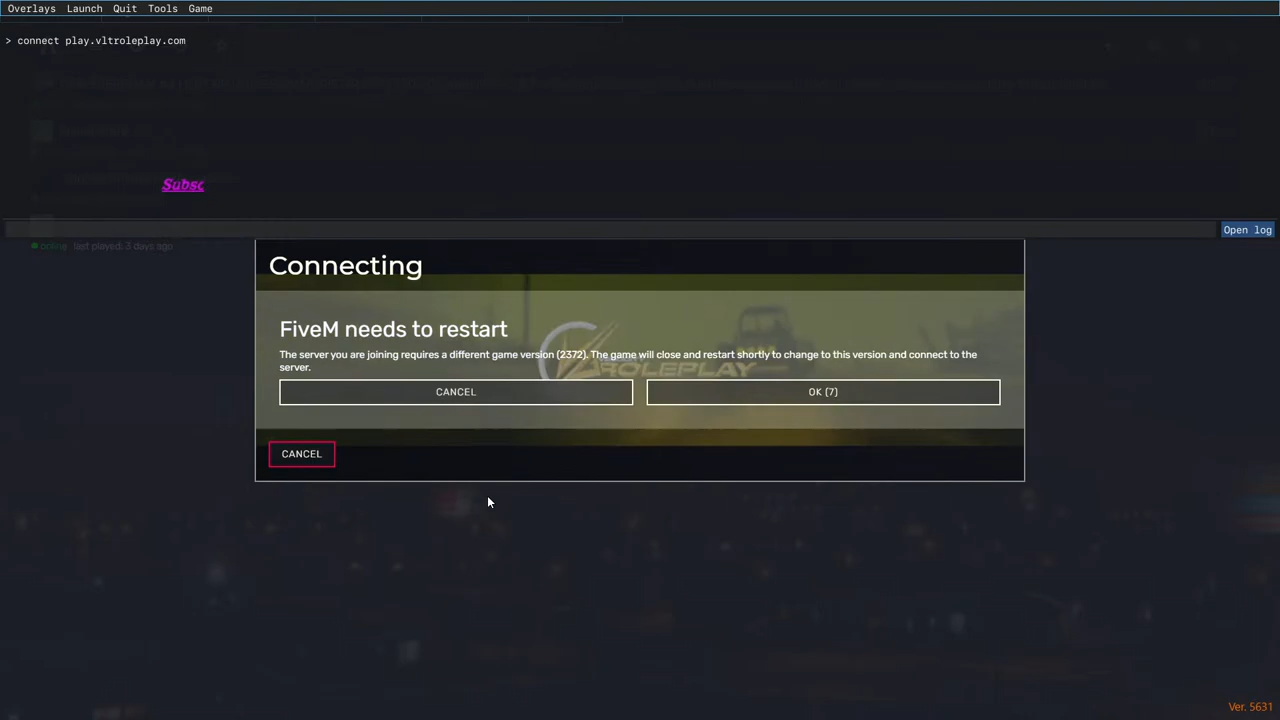 Overlays Launch Quit Tools Game
> connect play.vltroleplay.com
Subsc
Open log
online last played: 3 days ago
Connecting
FiveM needs to restart
The server you are joining requires a different game version (2372). The game will close and restart shortly to change to this version and connect to the
server.
ROLEPLAY
CANCEL OK (7)
CANCEL
Ver. 5631